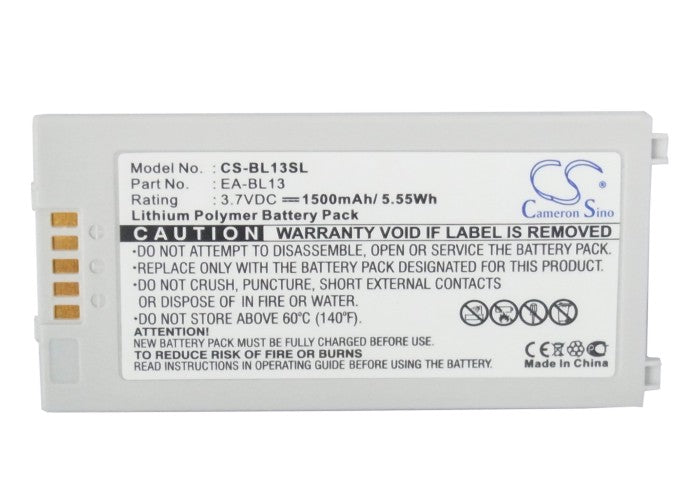 Model No. : CS-BL13SL
Part No. : EA-BL13
Rating : 3.7VDC ⎓ 1500mAh/ 5.55Wh
Lithium Polymer Battery Pack
CS
Cameron Sino
CAUTION WARRANTY VOID IF LABEL IS REMOVED
•DO NOT ATTEMPT TO DISASSEMBLE, OPEN OR SERVICE THE BATTERY PACK.
•REPLACE WITH THE BATTERY PACK DESIGNATED FOR THIS PRODUCT.
•DO NOT CRUSH, PUNCTURE, SHORT EXTERNAL CONTACTS
OR DISPOSE OF IN FIRE OR WATER.
•DO NOT STORE ABOVE 60°C (140°F).
ATTENTION!
NEW BATTERY PACK MUST BE FULLY CHARGED BEFORE USE
TO REDUCE RISK OF FIRE OR BURNS
READ INSTRUCTION IN OPERATING GUIDE BEFORE USING BATTERY.
CE
Made In China